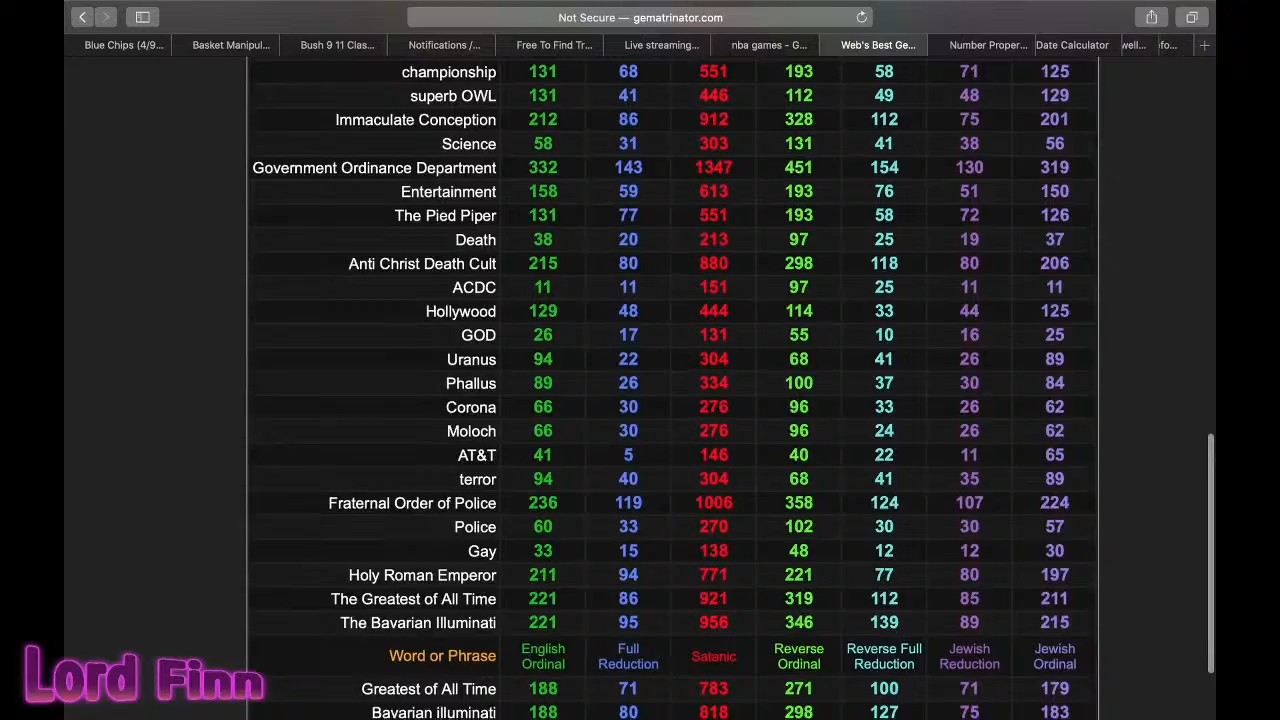 Not Secure — gematrinator.com
Blue Chips (4/9... Basket Manipul... Bush 9 11 Clas... Notifications /... Free To Find Tr... Live streaming... nba games - G... Web's Best Ge... Number Proper... Date Calculator well... efo...
championship 131 68 551 193 58 71 125
superb OWL 131 41 446 112 49 48 129
Immaculate Conception 212 86 912 328 112 75 201
Science 58 31 303 131 41 38 56
Government Ordinance Department 332 143 1347 451 154 130 319
Entertainment 158 59 613 193 76 51 150
The Pied Piper 131 77 551 193 58 72 126
Death 38 20 213 97 25 19 37
Anti Christ Death Cult 215 80 880 298 118 80 206
ACDC 11 11 151 97 25 11 11
Hollywood 129 48 444 114 33 44 125
GOD 26 17 131 55 10 16 25
Uranus 94 22 304 68 41 26 89
Phallus 89 26 334 100 37 30 84
Corona 66 30 276 96 33 26 62
Moloch 66 30 276 96 24 26 62
AT&T 41 5 146 40 22 11 65
terror 94 40 304 68 41 35 89
Fraternal Order of Police 236 119 1006 358 124 107 224
Police 60 33 270 102 30 30 57
Gay 33 15 138 48 12 12 30
Holy Roman Emperor 211 94 771 221 77 80 197
The Greatest of All Time 221 86 921 319 112 85 211
The Bavarian Illuminati 221 95 956 346 139 89 215
Word or Phrase English Ordinal Full Reduction Satanic Reverse Ordinal Reverse Full Reduction Jewish Reduction Jewish Ordinal
Greatest of All Time 188 71 783 271 100 71 179
Bavarian illuminati 188 80 818 298 127 75 183
Lord Finn